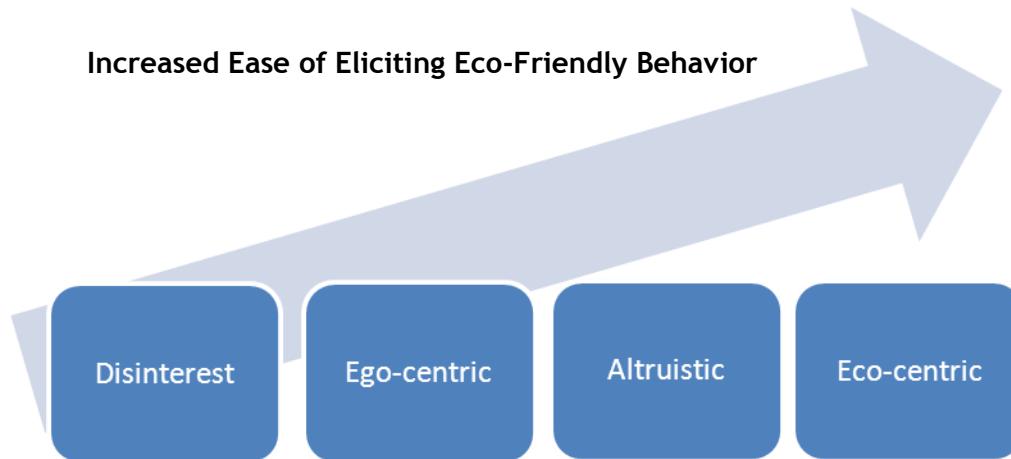 Increased Ease of Eliciting Eco-Friendly Behavior
Disinterest
Ego-centric
Altruistic
Eco-centric